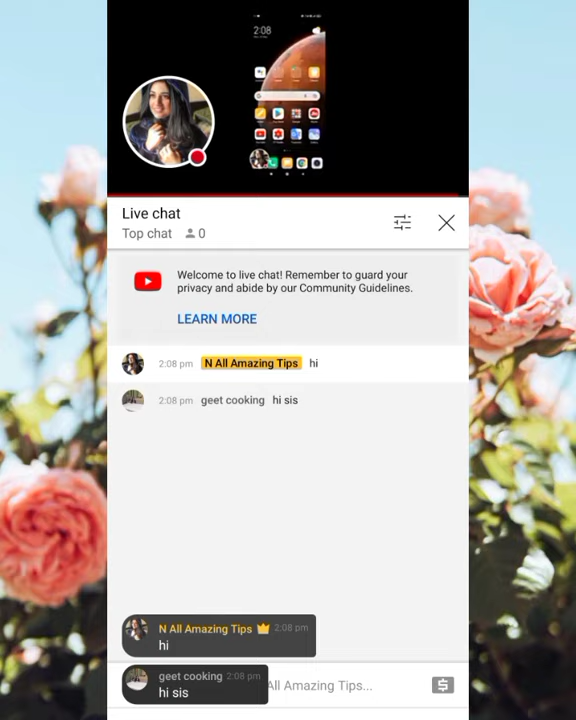 2:08
Live chat
Top chat 0
Welcome to live chat! Remember to guard your
privacy and abide by our Community Guidelines.
LEARN MORE
2:08 pm N All Amazing Tips hi
2:08 pm geet cooking hi sis
N All Amazing Tips 2:08 pm
hi
geet cooking 2:08 pm
hi sis
All Amazing Tips...